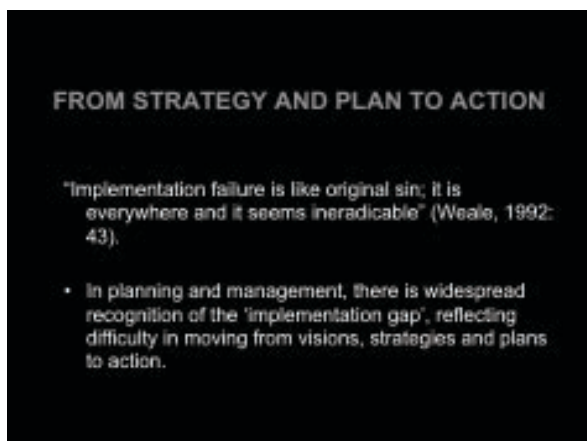 FROM STRATEGY AND PLAN TO ACTION
"Implementation failure is like original sin; it is
everywhere and it seems ineradicable" (Weale, 1992:
43).
• In planning and management, there is widespread
recognition of the 'implementation gap', reflecting
difficulty in moving from visions, strategies and plans
to action.